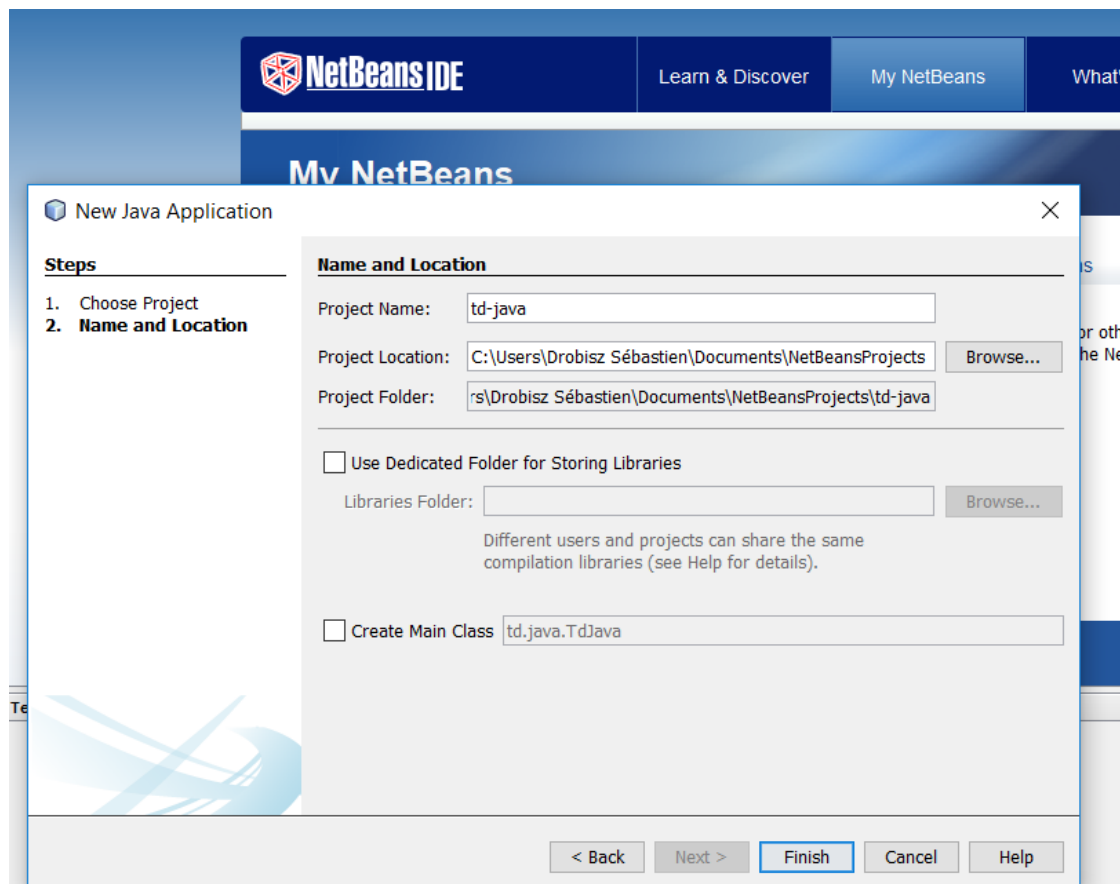 NetBeans IDE
Learn & Discover
My NetBeans
What'
My NetBeans
New Java Application
Steps
1. Choose Project
2. Name and Location
Name and Location
Project Name: td-java
Project Location: C:\Users\Drobisz Sébastien\Documents\NetBeansProjects Browse...
Project Folder: rs\Drobisz Sébastien\Documents\NetBeansProjects\td-java
Use Dedicated Folder for Storing Libraries
Libraries Folder: Browse...
Different users and projects can share the same
compilation libraries (see Help for details).
Create Main Class td.java.TdJava
< Back Next > Finish Cancel Help